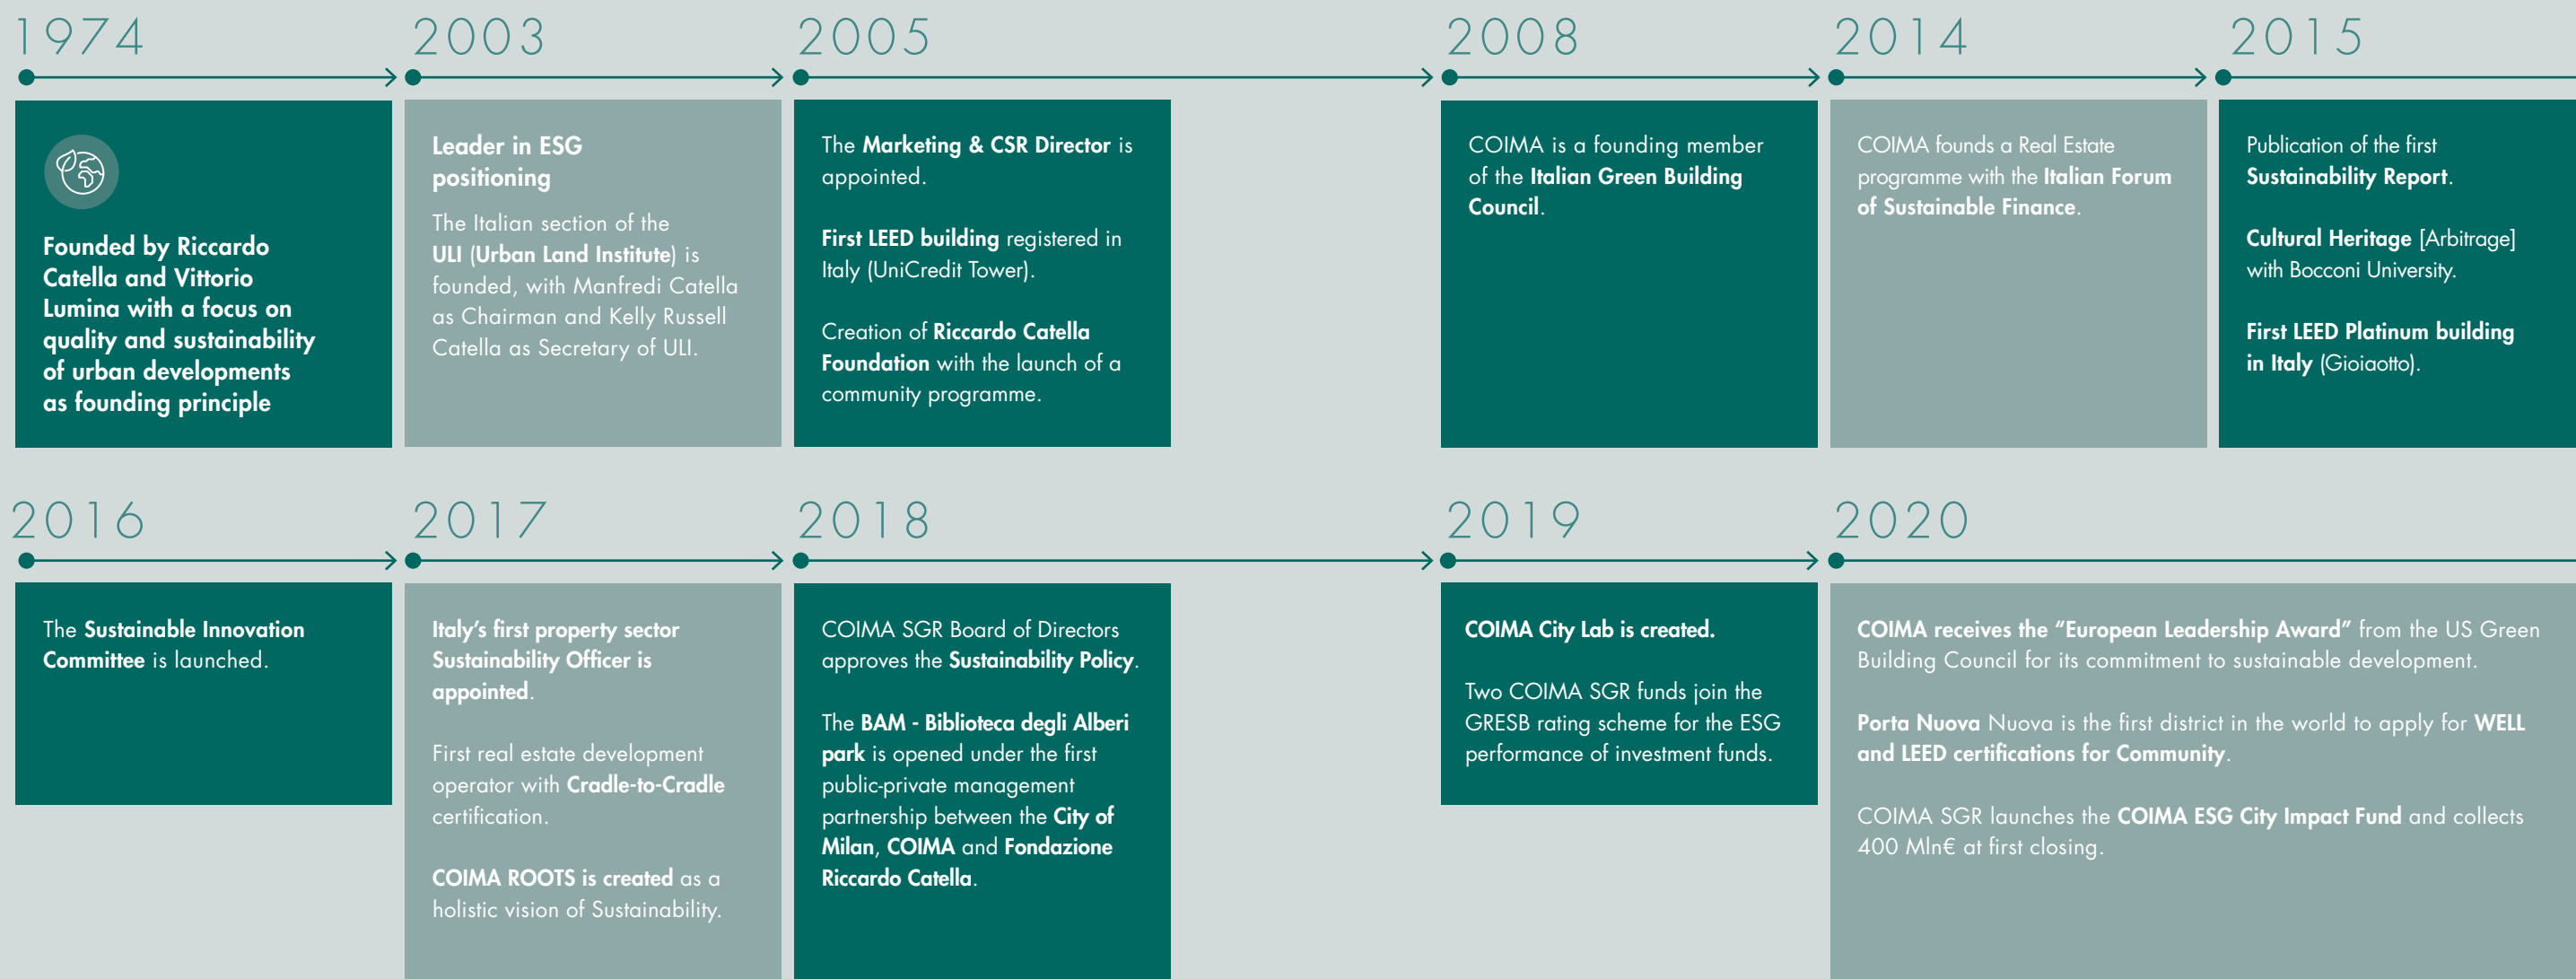 1974
Founded by Riccardo
Catella and Vittorio
Lumina with a focus on
quality and sustainability
of urban developments
as founding principle
2003
Leader in ESG
positioning
The Italian section of the
ULI (Urban Land Institute) is
founded, with Manfredi Catella
as Chairman and Kelly Russell
Catella as Secretary of ULI.
2005
The Marketing & CSR Director is
appointed.
First LEED building registered in
Italy (UniCredit Tower).
Creation of Riccardo Catella
Foundation with the launch of a
community programme.
2008
COIMA is a founding member
of the Italian Green Building
Council.
2014
COIMA founds a Real Estate
programme with the Italian Forum
of Sustainable Finance.
2015
Publication of the first
Sustainability Report.
Cultural Heritage [Arbitrage]
with Bocconi University.
First LEED Platinum building
in Italy (Gioiaotto).
2016
The Sustainable Innovation
Committee is launched.
2017
Italy's first property sector
Sustainability Officer is
appointed.
First real estate development
operator with Cradle-to-Cradle
certification.
COIMA ROOTS is created as a
holistic vision of Sustainability.
2018
COIMA SGR Board of Directors
approves the Sustainability Policy.
The BAM - Biblioteca degli Alberi
park is opened under the first
public-private management
partnership between the City of
Milan, COIMA and Fondazione
Riccardo Catella.
2019
COIMA City Lab is created.
Two COIMA SGR funds join the
GRESB rating scheme for the ESG
performance of investment funds.
2020
COIMA receives the “European Leadership Award” from the US Green
Building Council for its commitment to sustainable development.
Porta Nuova Nuova is the first district in the world to apply for WELL
and LEED certifications for Community.
COIMA SGR launches the COIMA ESG City Impact Fund and collects
400 Mln€ at first closing.